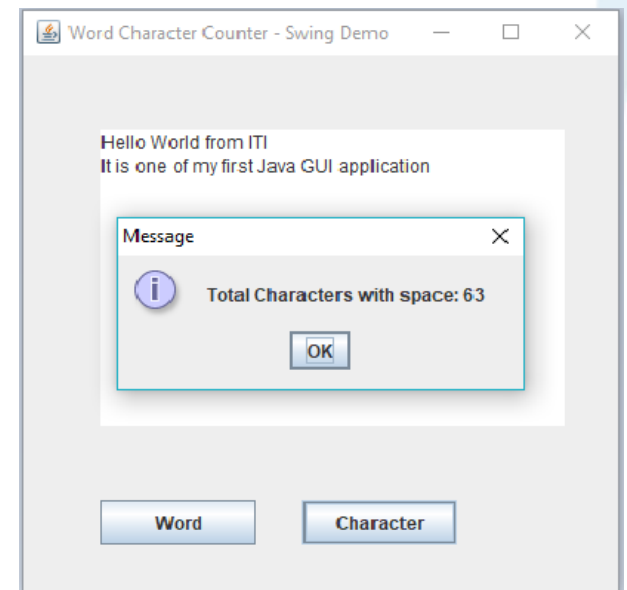 Word Character Counter - Swing Demo
Hello World from ITI
It is one of my first Java GUI application
Message
Total Characters with space: 63
OK
Word
Character